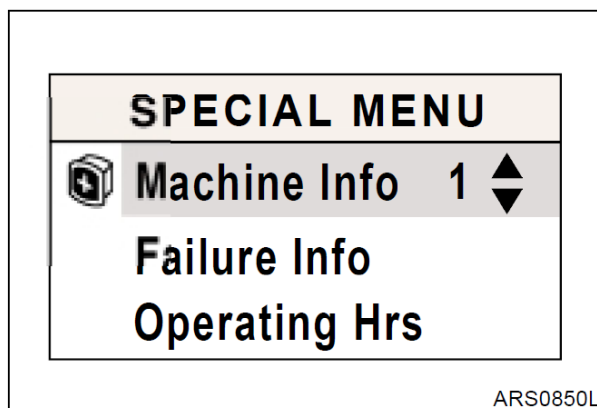 SPECIAL MENU
Machine Info 1
Failure Info
Operating Hrs
ARS0850L